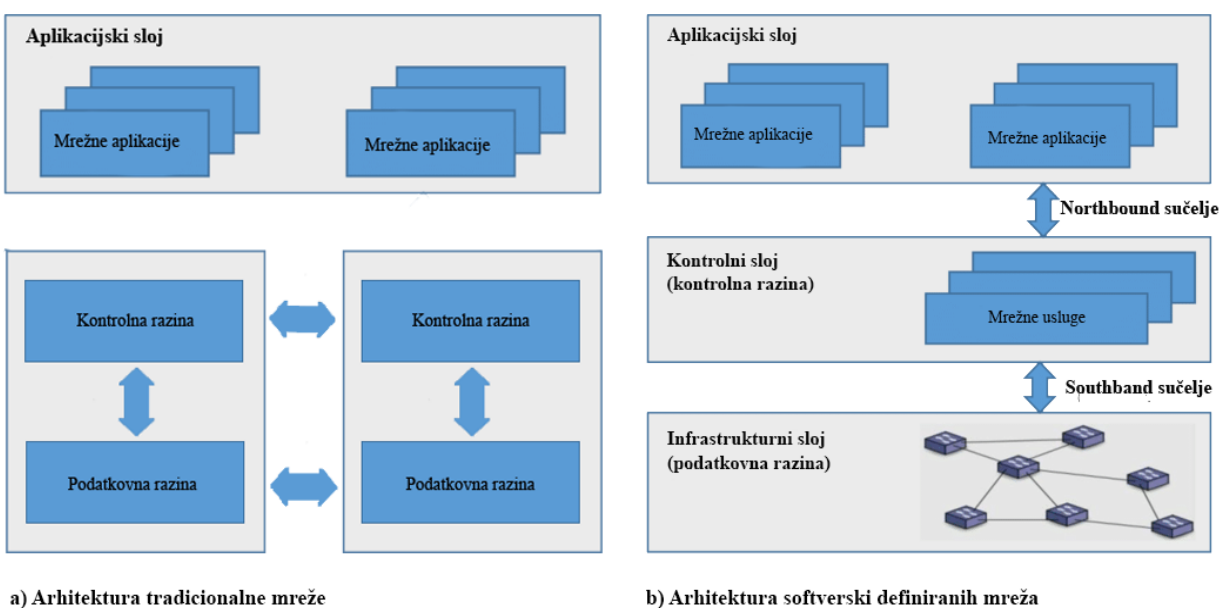 Aplikacijski sloj
Mrežne aplikacije
Mrežne aplikacije
Kontrolna razina
Kontrolna razina
Podatkovna razina
Podatkovna razina
a) Arhitektura tradicionalne mreže
Aplikacijski sloj
Mrežne aplikacije
Mrežne aplikacije
Northbound sučelje
Kontrolni sloj
(kontrolna razina)
Mrežne usluge
Southband sučelje
Infrastrukturni sloj
(podatkovna razina)
b) Arhitektura softverski definiranih mreža